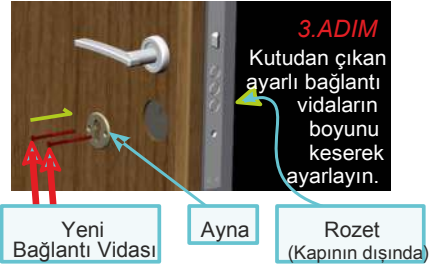 3.ADIM
Kutudan çıkan
ayarlı bağlantı
vidaların
boyunu
keserek
ayarlayın.
Yeni
Bağlantı Vidası
Ayna
Rozet
(Kapının dışında)